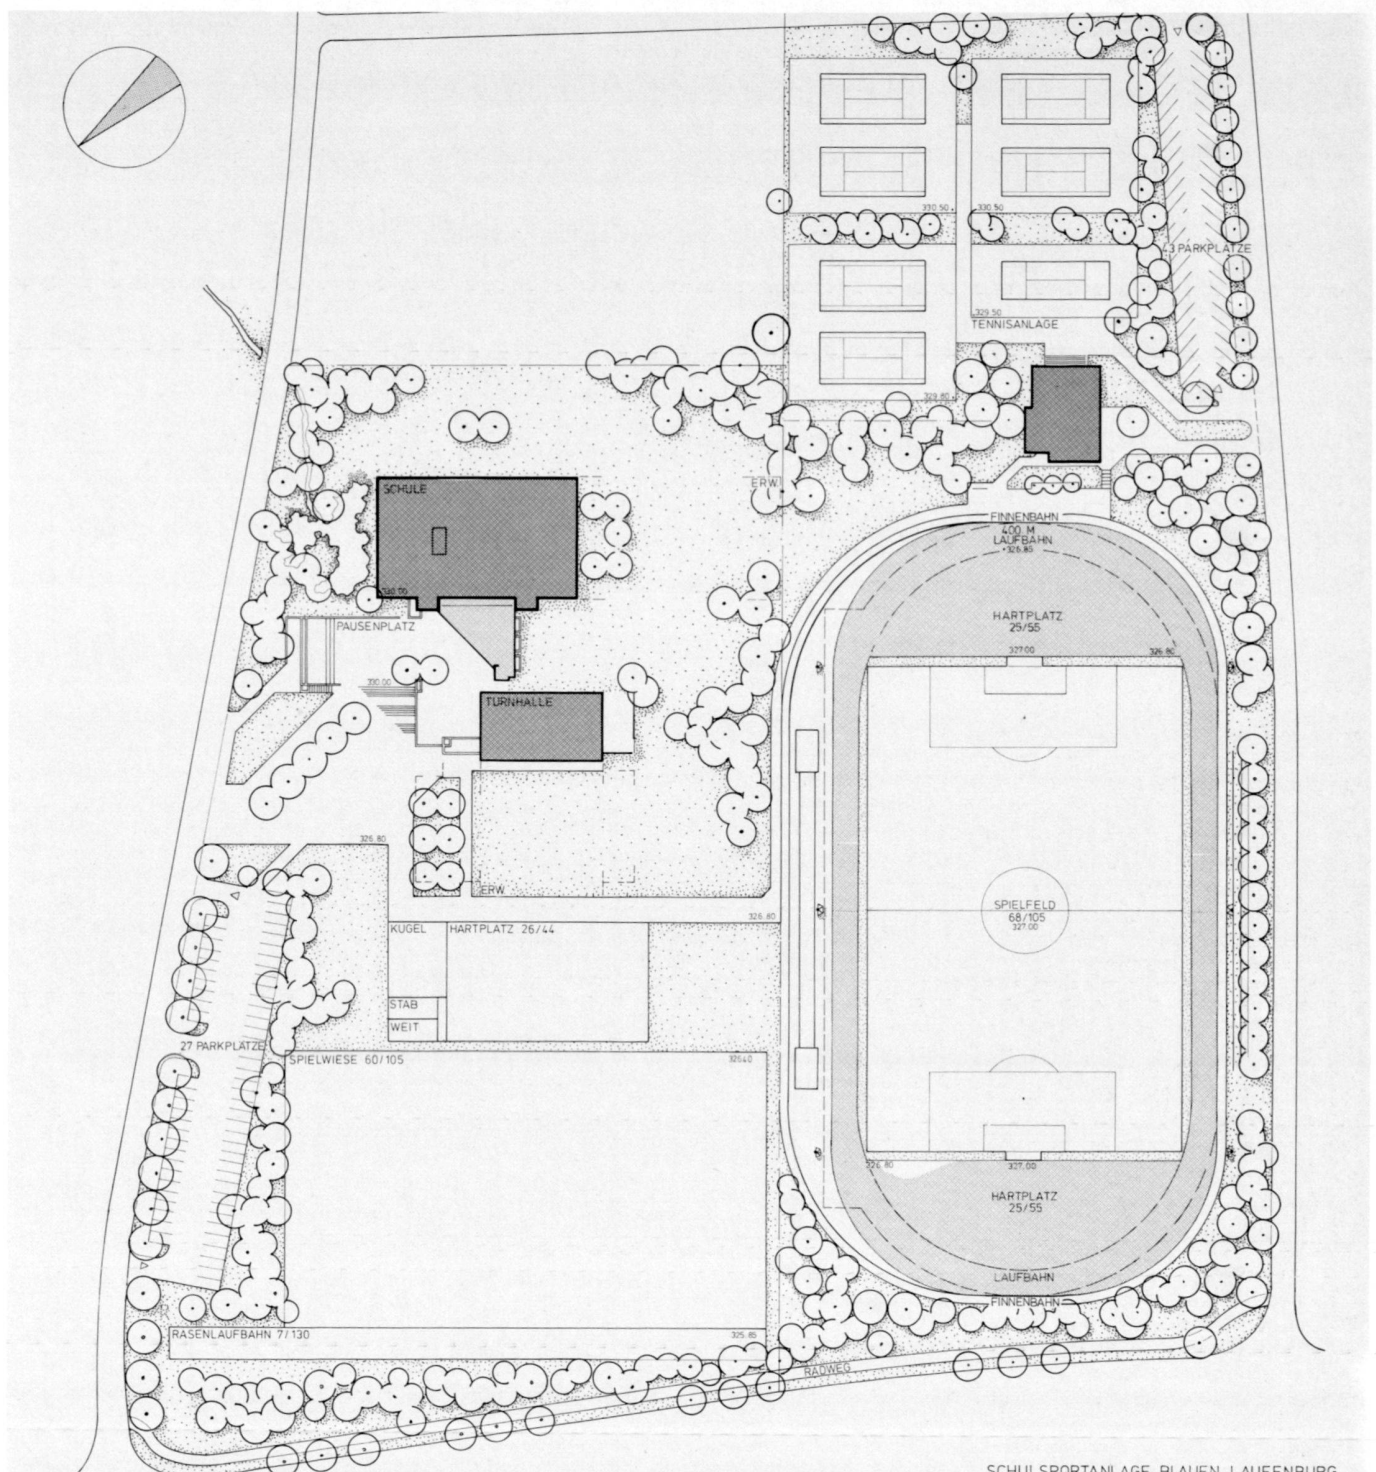 330.50
330.50
43 PARKPLÄTZE
329.50
TENNISANLAGE
329.80
SCHULE
ERW.
FINNENBAHN
400 M
LAUFBAHN
326.85
330.00
PAUSENPLATZ
HARTPLATZ
25/55
327.00
326.80
330.00
TURNHALLE
326.80
ERW.
SPIELFELD
68/105
327.00
326.80
KUGEL
HARTPLATZ 26/44
STAB
WEIT
27 PARKPLÄTZE
SPIELWIESE 60/105
326.40
326.80
327.00
HARTPLATZ
25/55
LAUFBAHN
FINNENBAHN
RASENLAUFBAHN 7/130
325.85
RADWEG
SCHULSPORTANLAGE BLAUEN LAUFENBURG